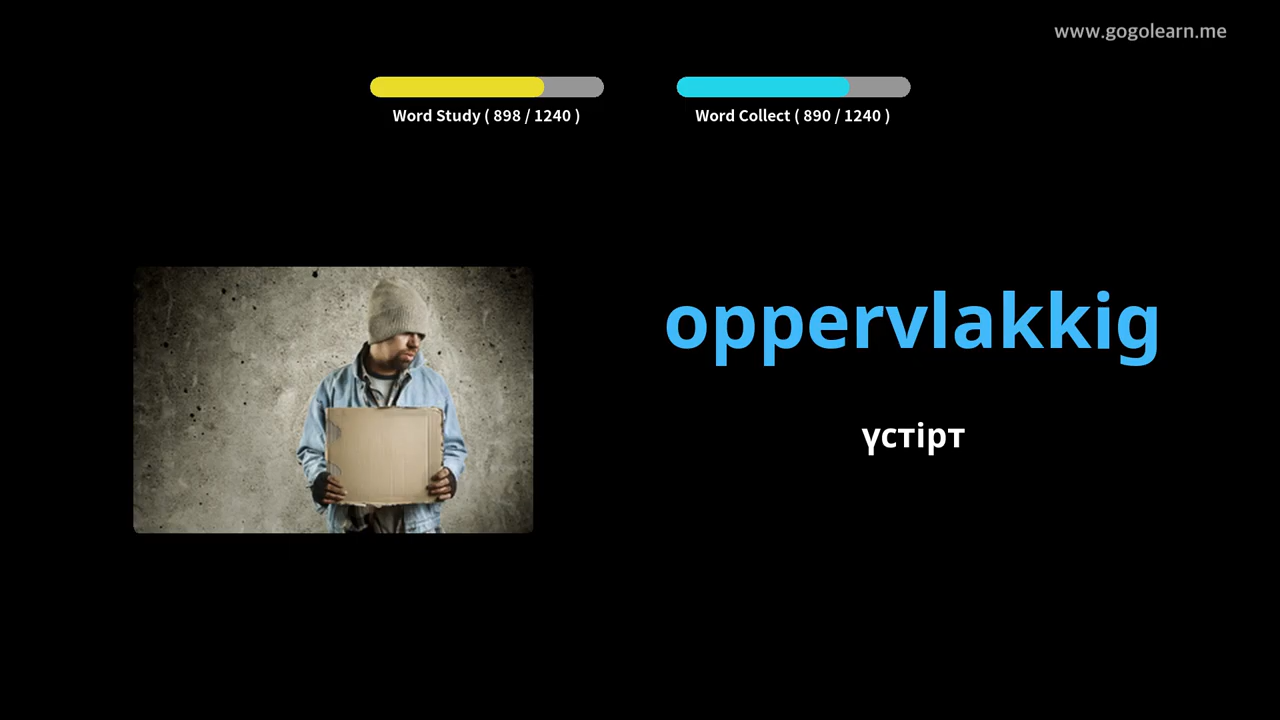 www.gogolearn.me
Word Study ( 898 / 1240 )
Word Collect ( 890 / 1240 )
oppervlakkig
үстірт